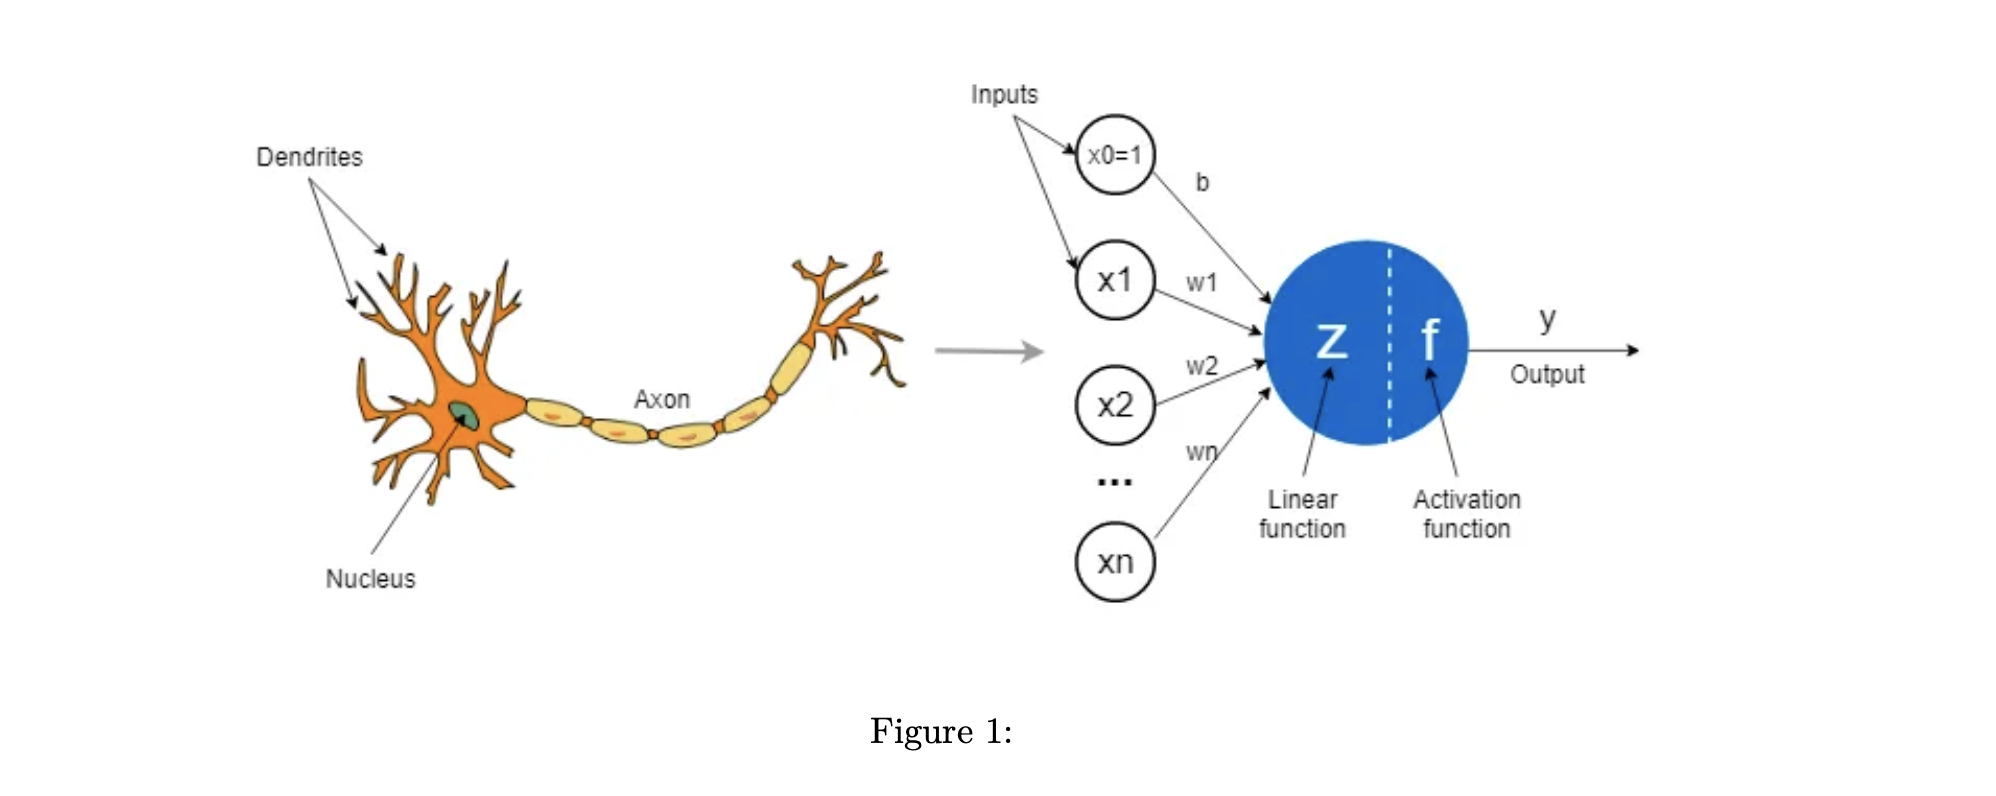 Dendrites
Axon
Nucleus
Inputs
x0=1
b
x1
w1
x2
w2
...
wn
xn
z
f
Linear
function
Activation
function
y
Output
Figure 1: